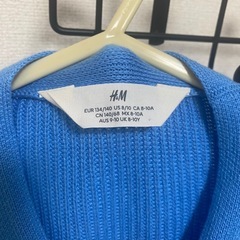 H&M
EUR 134/140 US 8/10 CA 8-10A
CN 140/68 MX 8-10A
AUS 9-10 UK 8-10Y